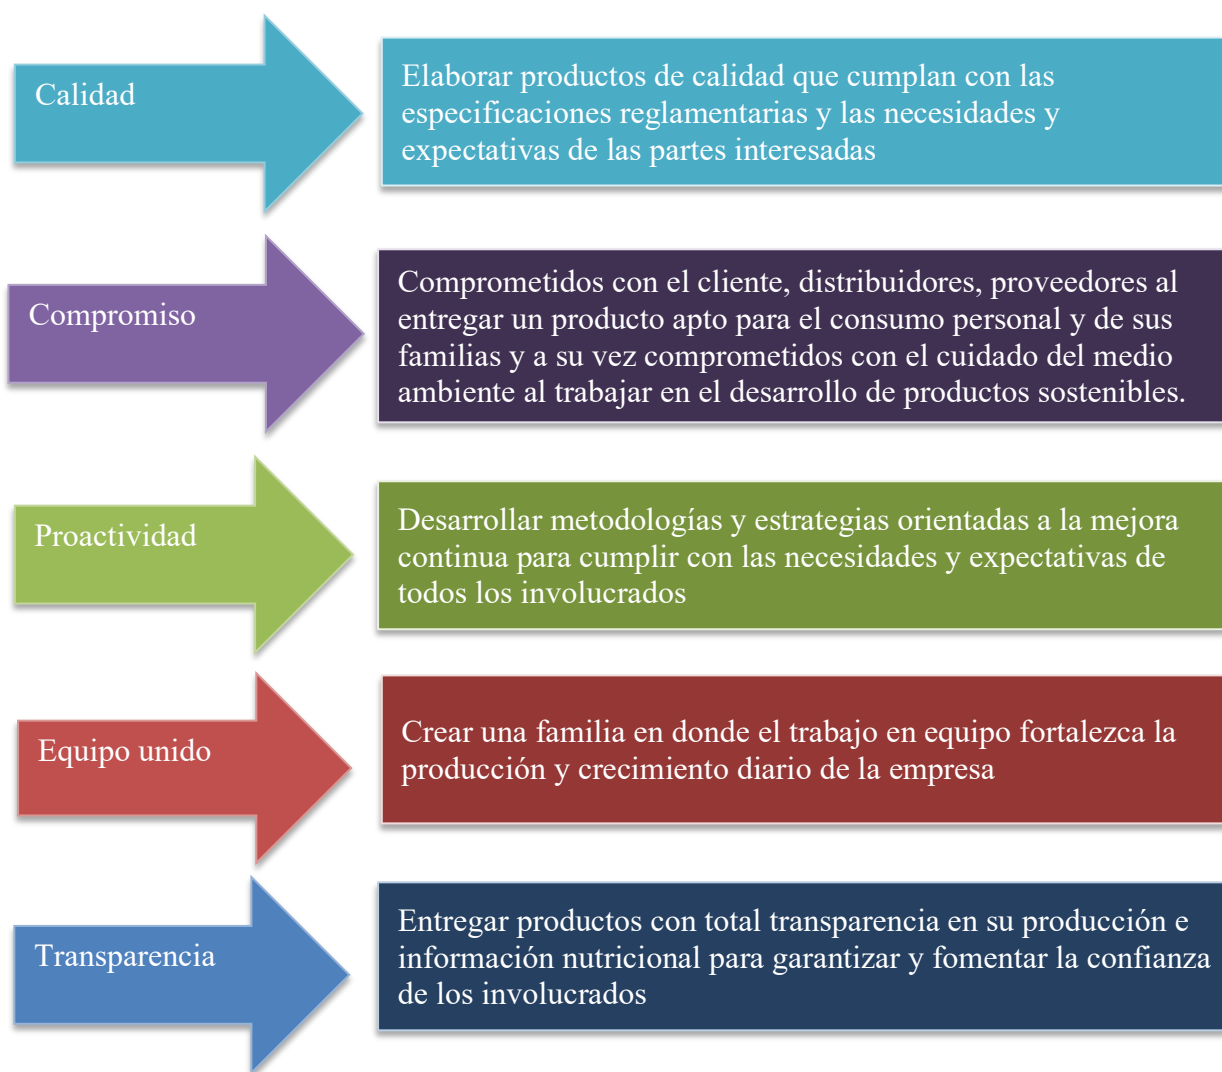 Calidad
Elaborar productos de calidad que cumplan con las
especificaciones reglamentarias y las necesidades y
expectativas de las partes interesadas
Compromiso
Comprometidos con el cliente, distribuidores, proveedores al
entregar un producto apto para el consumo personal y de sus
familias y a su vez comprometidos con el cuidado del medio
ambiente al trabajar en el desarrollo de productos sostenibles.
Proactividad
Desarrollar metodologías y estrategias orientadas a la mejora
continua para cumplir con las necesidades y expectativas de
todos los involucrados
Equipo unido
Crear una familia en donde el trabajo en equipo fortalezca la
producción y crecimiento diario de la empresa
Transparencia
Entregar productos con total transparencia en su producción e
información nutricional para garantizar y fomentar la confianza
de los involucrados